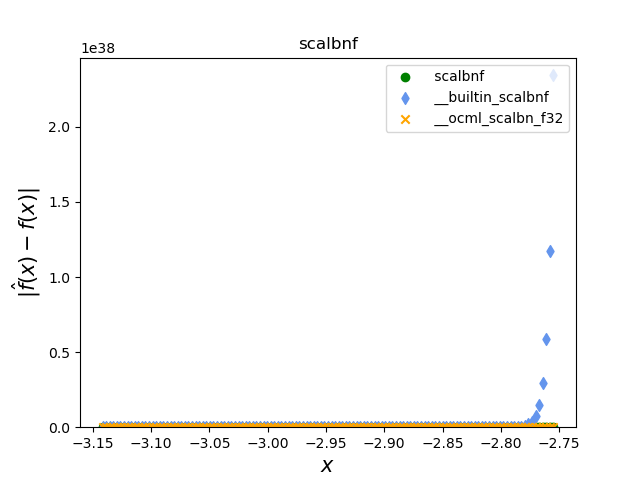 scalbnf
1e38
scalbnf
__builtin_scalbnf
__ocml_scalbn_f32
2.0
1.5
1.0
0.5
0.0
|f̂(x) − f(x)|
−3.15 −3.10 −3.05 −3.00 −2.95 −2.90 −2.85 −2.80 −2.75
x